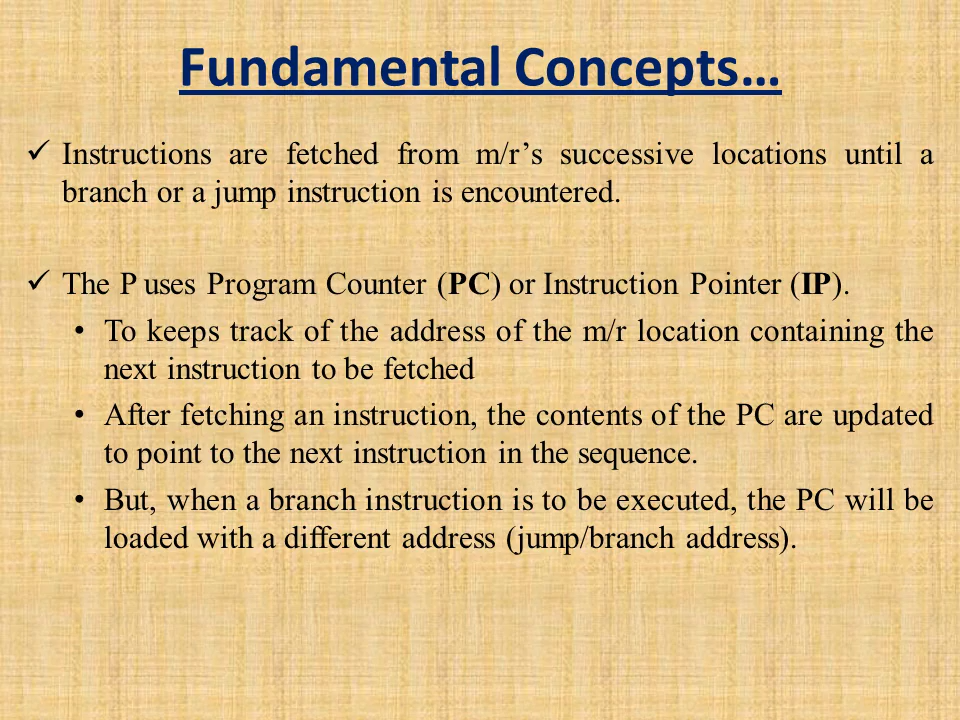 Fundamental Concepts…
✓ Instructions are fetched from m/r’s successive locations until a
branch or a jump instruction is encountered.
✓ The P uses Program Counter (PC) or Instruction Pointer (IP).
• To keeps track of the address of the m/r location containing the
next instruction to be fetched
• After fetching an instruction, the contents of the PC are updated
to point to the next instruction in the sequence.
• But, when a branch instruction is to be executed, the PC will be
loaded with a different address (jump/branch address).